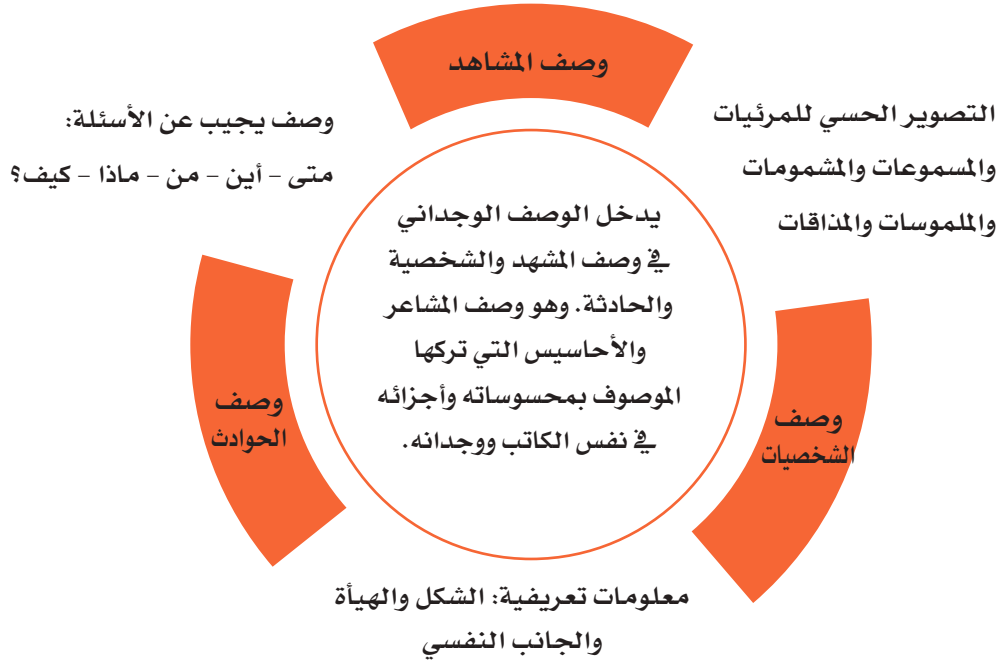 وصف المشاهد
التصوير الحسي للمرئيات
والمسموعات والمشمومات
والملموسات والمذاقات
وصف يجيب عن الأسئلة:
متى - أين - من - ماذا - كيف؟
يدخل الوصف الوجداني
في وصف المشهد والشخصية
والحادثة. وهو وصف المشاعر
والأحاسيس التي تركها
الموصوف بمحسوساته وأجزائه
في نفس الكاتب ووجدانه.
وصف
الشخصيات
وصف
الحوادث
معلومات تعريفية: الشكل والهيأة
والجانب النفسي